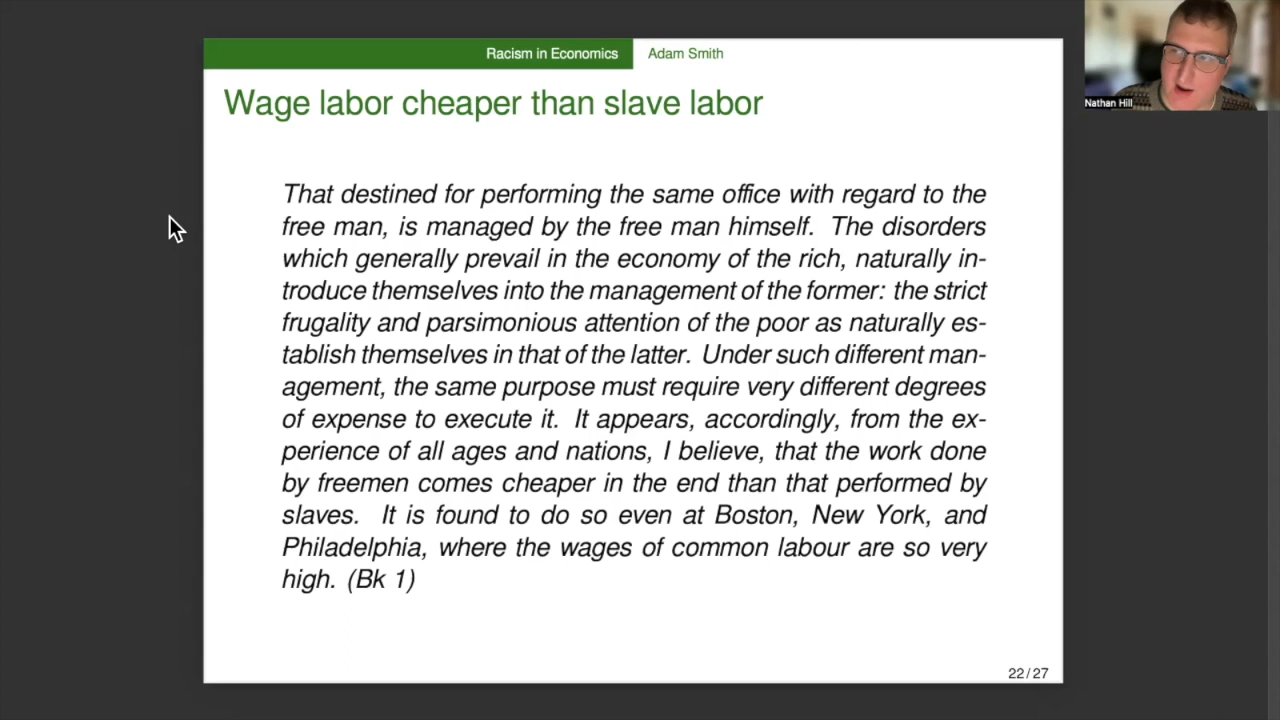 Racism in Economics Adam Smith
Wage labor cheaper than slave labor
That destined for performing the same office with regard to the
free man, is managed by the free man himself. The disorders
which generally prevail in the economy of the rich, naturally in-
troduce themselves into the management of the former: the strict
frugality and parsimonious attention of the poor as naturally es-
tablish themselves in that of the latter. Under such different man-
agement, the same purpose must require very different degrees
of expense to execute it. It appears, accordingly, from the ex-
perience of all ages and nations, I believe, that the work done
by freemen comes cheaper in the end than that performed by
slaves. It is found to do so even at Boston, New York, and
Philadelphia, where the wages of common labour are so very
high. (Bk 1)
22/27
Nathan Hill